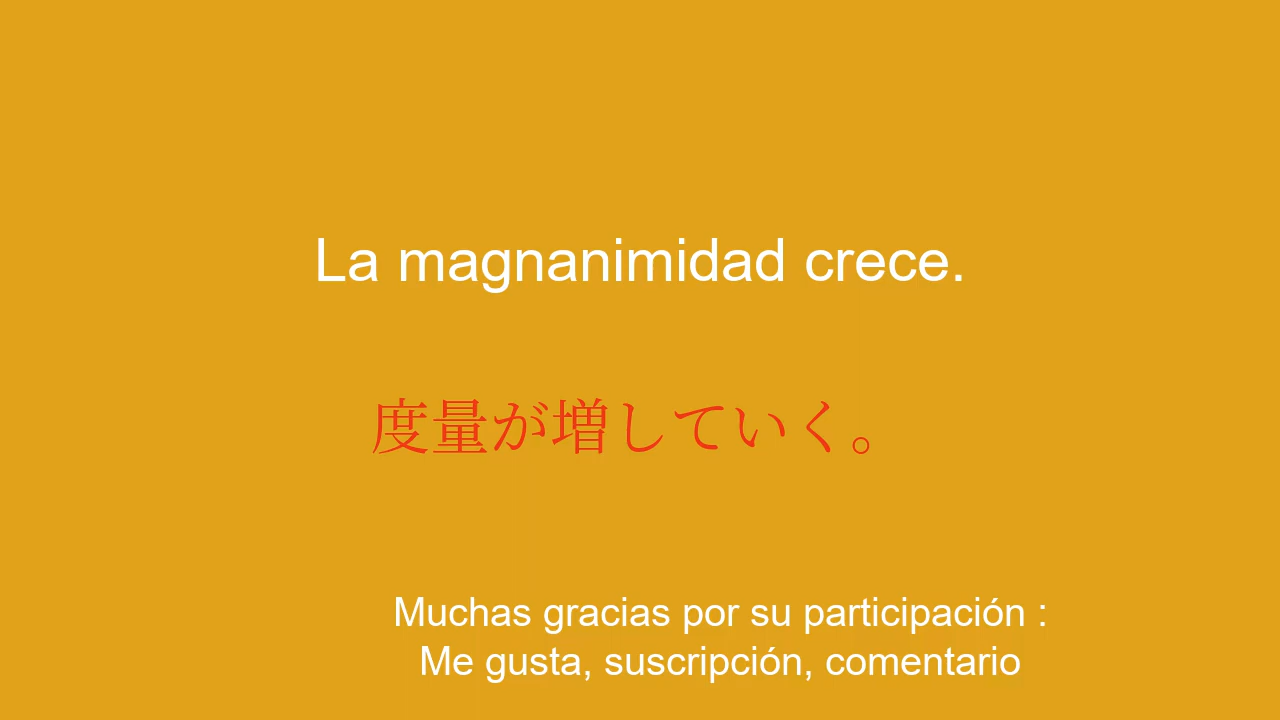 La magnanimidad crece.
度量が増していく。
Muchas gracias por su participación :
Me gusta, suscripción, comentario